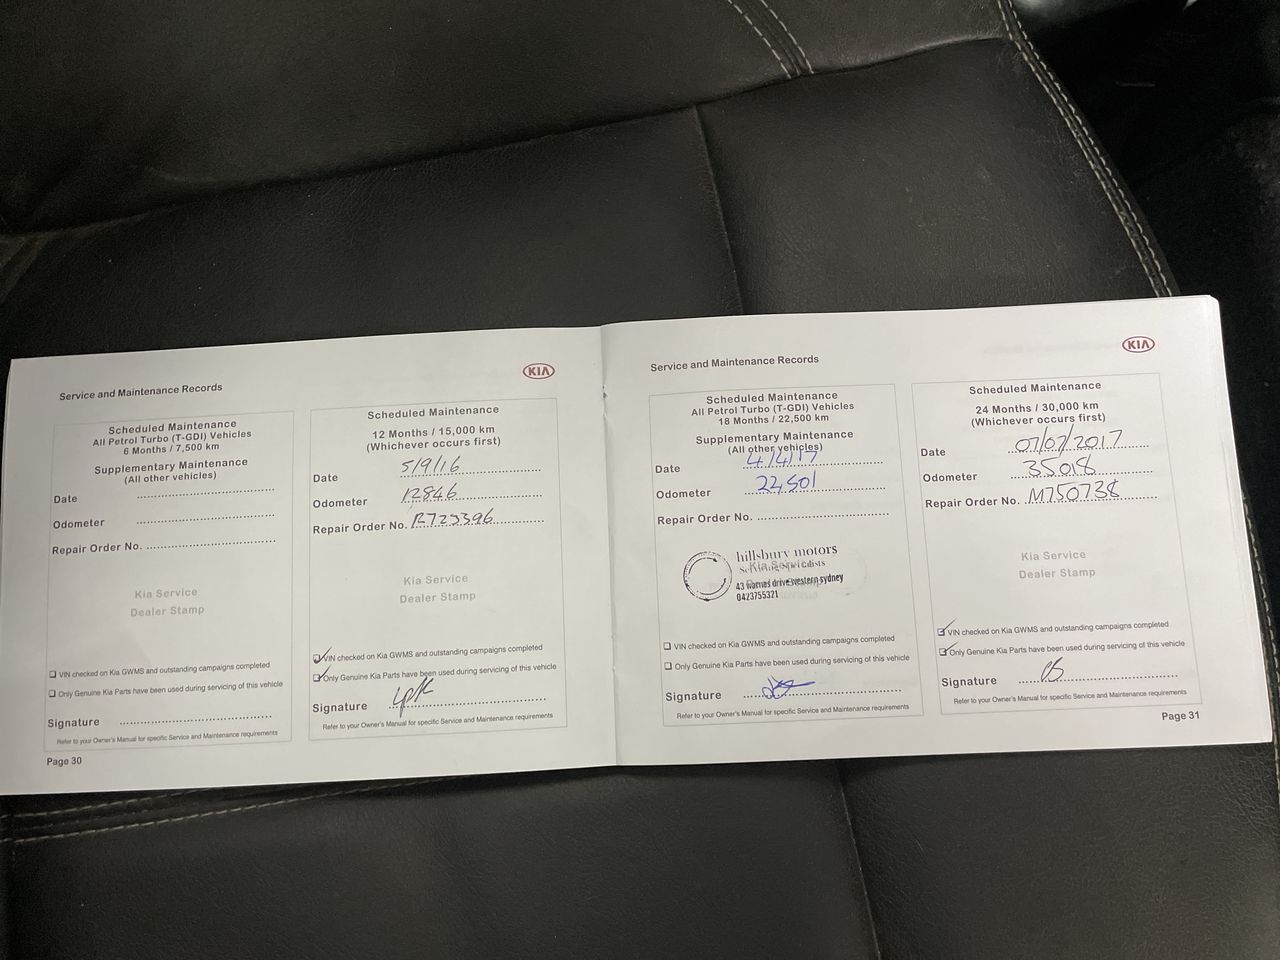 Service and Maintenance Records
KIA
Scheduled Maintenance
All Petrol Turbo (T-GDI) Vehicles
6 Months / 7,500 km
Supplementary Maintenance
(All other vehicles)
Date
Odometer
Repair Order No.
Kia Service
Dealer Stamp
VIN checked on Kia GWMS and outstanding campaigns completed
Only Genuine Kia Parts have been used during servicing of this vehicle
Signature
Refer to your Owner's Manual for specific Service and Maintenance requirements
Page 30
Scheduled Maintenance
12 Months / 15,000 km
(Whichever occurs first)
Date 5/9/16
Odometer 12846
Repair Order No. R723396
Kia Service
Dealer Stamp
VIN checked on Kia GWMS and outstanding campaigns completed
Only Genuine Kia Parts have been used during servicing of this vehicle
Signature
Refer to your Owner's Manual for specific Service and Maintenance requirements
Service and Maintenance Records
KIA
Scheduled Maintenance
All Petrol Turbo (T-GDI) Vehicles
18 Months / 22,500 km
Supplementary Maintenance
(All other vehicles)
Date 4/4/17
Odometer 22,501
Repair Order No.
hillsbury motors
Servicing Specialists
Kia Service
43 warnes drive western sydney
0423755321
VIN checked on Kia GWMS and outstanding campaigns completed
Only Genuine Kia Parts have been used during servicing of this vehicle
Signature
Refer to your Owner's Manual for specific Service and Maintenance requirements
Scheduled Maintenance
24 Months / 30,000 km
(Whichever occurs first)
Date 07/07/2017
Odometer 35018
Repair Order No. M750738
Kia Service
Dealer Stamp
VIN checked on Kia GWMS and outstanding campaigns completed
Only Genuine Kia Parts have been used during servicing of this vehicle
Signature
Refer to your Owner's Manual for specific Service and Maintenance requirements
Page 31